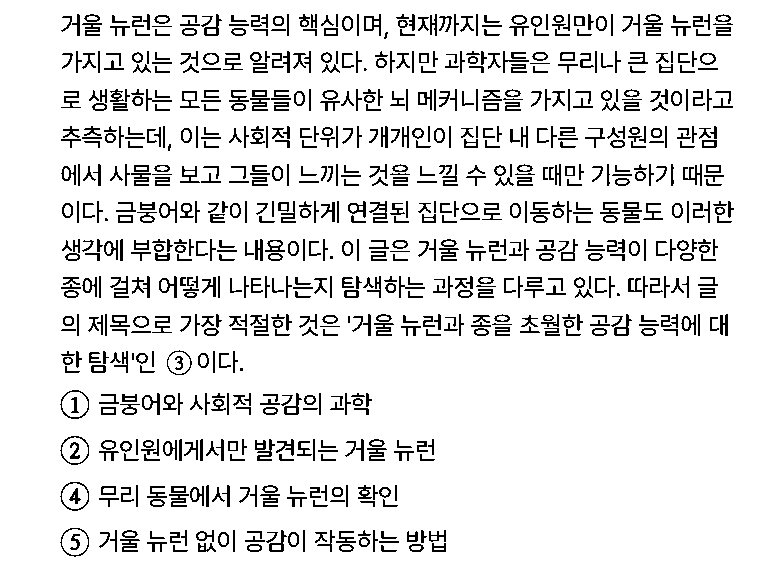 거울 뉴런은 공감 능력의 핵심이며, 현재까지는 유인원만이 거울 뉴런을
가지고 있는 것으로 알려져 있다. 하지만 과학자들은 무리나 큰 집단으
로 생활하는 모든 동물들이 유사한 뇌 메커니즘을 가지고 있을 것이라고
추측하는데, 이는 사회적 단위가 개개인이 집단 내 다른 구성원의 관점
에서 사물을 보고 그들이 느끼는 것을 느낄 수 있을 때만 기능하기 때문
이다. 금붕어와 같이 긴밀하게 연결된 집단으로 이동하는 동물도 이러한
생각에 부합한다는 내용이다. 이 글은 거울 뉴런과 공감 능력이 다양한
종에 걸쳐 어떻게 나타나는지 탐색하는 과정을 다루고 있다. 따라서 글
의 제목으로 가장 적절한 것은 '거울 뉴런과 종을 초월한 공감 능력에 대
한 탐색'인 ③이다.
① 금붕어와 사회적 공감의 과학
② 유인원에게서만 발견되는 거울 뉴런
④ 무리 동물에서 거울 뉴런의 확인
⑤ 거울 뉴런 없이 공감이 작동하는 방법